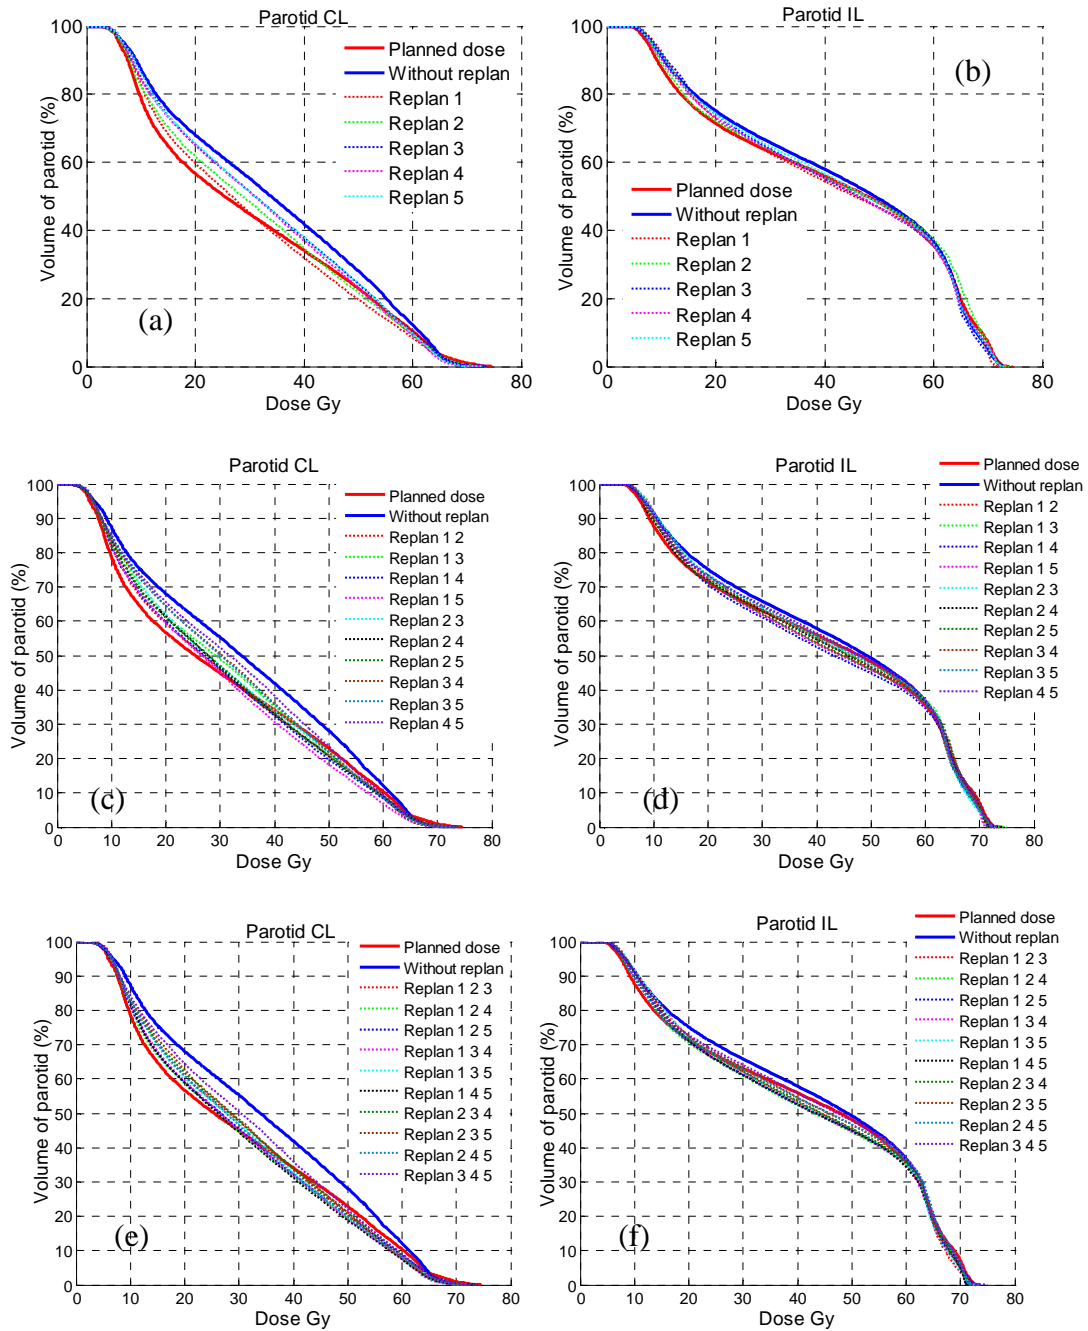 Parotid CL
Volume of parotid (%)
100
80
60
40
20
0
0 20 40 60 80
Dose Gy
Planned dose
Without replan
Replan 1
Replan 2
Replan 3
Replan 4
Replan 5
(a)
Parotid IL
Volume of parotid (%)
100
80
60
40
20
0
0 20 40 60 80
Dose Gy
Planned dose
Without replan
Replan 1
Replan 2
Replan 3
Replan 4
Replan 5
(b)
Parotid CL
Volume of parotid (%)
100
90
80
70
60
50
40
30
20
10
0
0 10 20 30 40 50 60 70 80
Dose Gy
Planned dose
Without replan
Replan 1 2
Replan 1 3
Replan 1 4
Replan 1 5
Replan 2 3
Replan 2 4
Replan 2 5
Replan 3 4
Replan 3 5
Replan 4 5
(c)
Parotid IL
Volume of parotid (%)
100
90
80
70
60
50
40
30
20
10
0
0 10 20 30 40 50 60 70 80
Dose Gy
Planned dose
Without replan
Replan 1 2
Replan 1 3
Replan 1 4
Replan 1 5
Replan 2 3
Replan 2 4
Replan 2 5
Replan 3 4
Replan 3 5
Replan 4 5
(d)
Parotid CL
Volume of parotid (%)
100
90
80
70
60
50
40
30
20
10
0
0 10 20 30 40 50 60 70 80
Dose Gy
Planned dose
Without replan
Replan 1 2 3
Replan 1 2 4
Replan 1 2 5
Replan 1 3 4
Replan 1 3 5
Replan 1 4 5
Replan 2 3 4
Replan 2 3 5
Replan 2 4 5
Replan 3 4 5
(e)
Parotid IL
Volume of parotid (%)
100
90
80
70
60
50
40
30
20
10
0
0 10 20 30 40 50 60 70 80
Dose Gy
Planned dose
Without replan
Replan 1 2 3
Replan 1 2 4
Replan 1 2 5
Replan 1 3 4
Replan 1 3 5
Replan 1 4 5
Replan 2 3 4
Replan 2 3 5
Replan 2 4 5
Replan 3 4 5
(f)